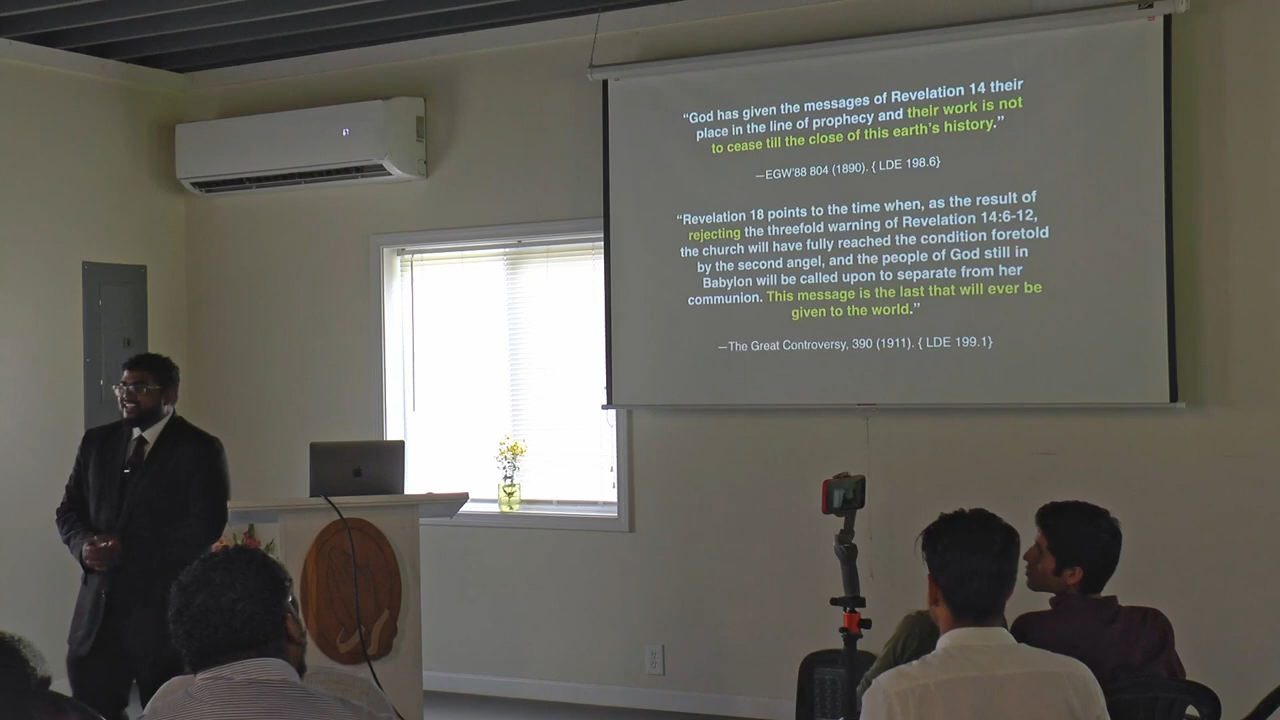 “God has given the messages of Revelation 14 their
place in the line of prophecy and their work is not
to cease till the close of this earth’s history.”
—EGW’88 804 (1890). { LDE 198.6}
“Revelation 18 points to the time when, as the result of
rejecting the threefold warning of Revelation 14:6-12,
the church will have fully reached the condition foretold
by the second angel, and the people of God still in
Babylon will be called upon to separate from her
communion. This message is the last that will ever be
given to the world.”
—The Great Controversy, 390 (1911). { LDE 199.1}